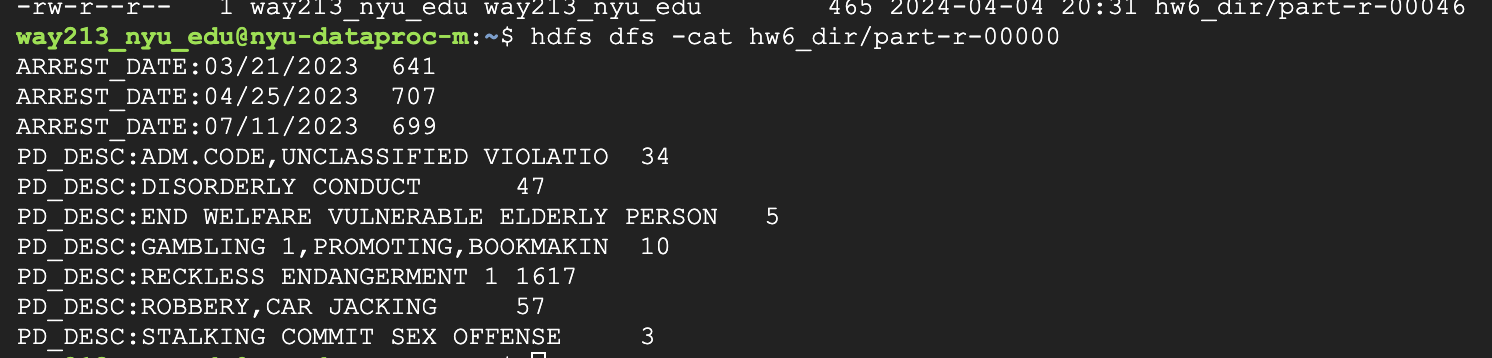 -rw-r--r--   1 way213_nyu_edu way213_nyu_edu        465 2024-04-04 20:31 hw6_dir/part-r-00046
way213_nyu_edu@nyu-dataproc-m:~$ hdfs dfs -cat hw6_dir/part-r-00000
ARREST_DATE:03/21/2023  641
ARREST_DATE:04/25/2023  707
ARREST_DATE:07/11/2023  699
PD_DESC:ADM.CODE,UNCLASSIFIED VIOLATIO  34
PD_DESC:DISORDERLY CONDUCT      47
PD_DESC:END WELFARE VULNERABLE ELDERLY PERSON   5
PD_DESC:GAMBLING 1,PROMOTING,BOOKMAKIN  10
PD_DESC:RECKLESS ENDANGERMENT 1 1617
PD_DESC:ROBBERY,CAR JACKING     57
PD_DESC:STALKING COMMIT SEX OFFENSE     3